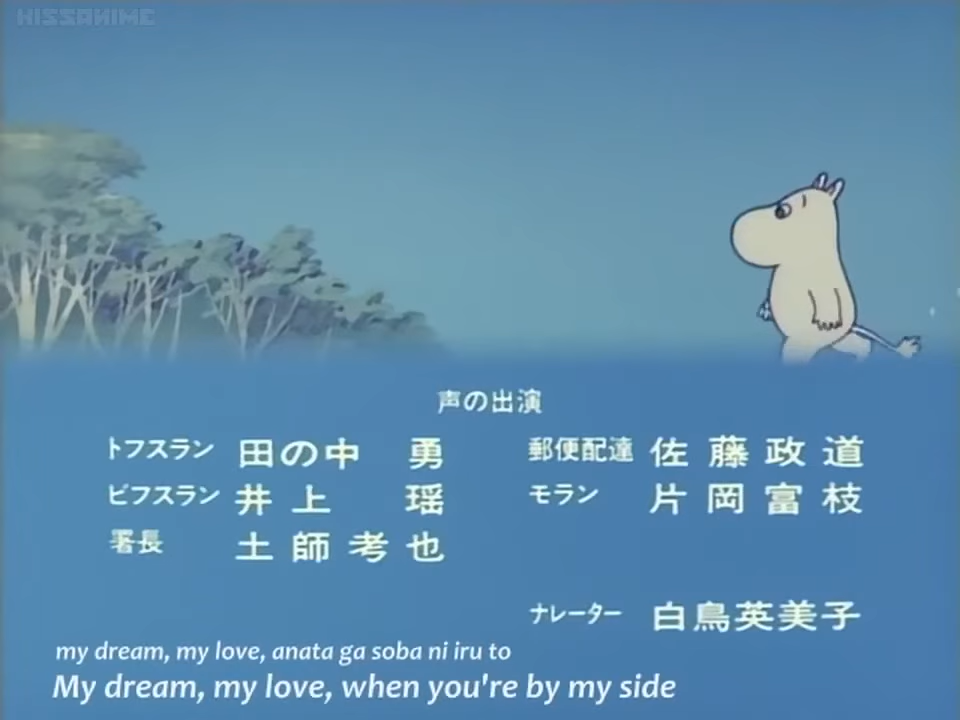 KISSANIME
声の出演
トフスラン 田の中 勇
ビフスラン 井上 瑶
署長 土師孝也
郵便配達 佐藤政道
モラン 片岡富枝
ナレーター 白鳥英美子
my dream, my love, anata ga soba ni iru to
My dream, my love, when you're by my side